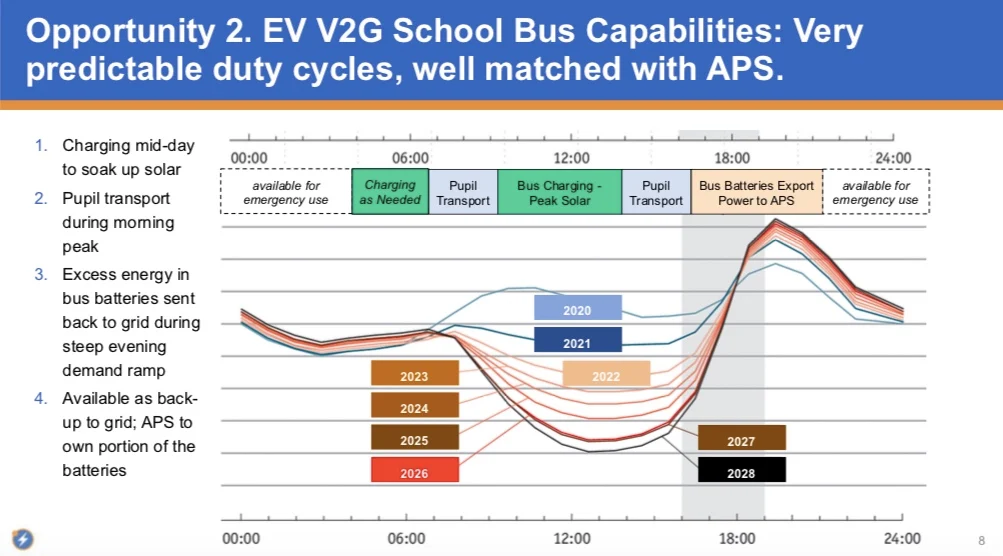 Opportunity 2. EV V2G School Bus Capabilities: Very
predictable duty cycles, well matched with APS.
1. Charging mid-day
to soak up solar
2. Pupil transport
during morning
peak
3. Excess energy in
bus batteries sent
back to grid during
steep evening
demand ramp
4. Available as back-
up to grid; APS to
own portion of the
batteries
00:00 06:00 12:00 18:00 24:00
available for
emergency use
Charging
as Needed
Pupil
Transport
Bus Charging -
Peak Solar
Pupil
Transport
Bus Batteries Export
Power to APS
available for
emergency use
2020
2021
2022
2023
2024
2025
2026
2027
2028
00:00 06:00 12:00 18:00 24:00
8